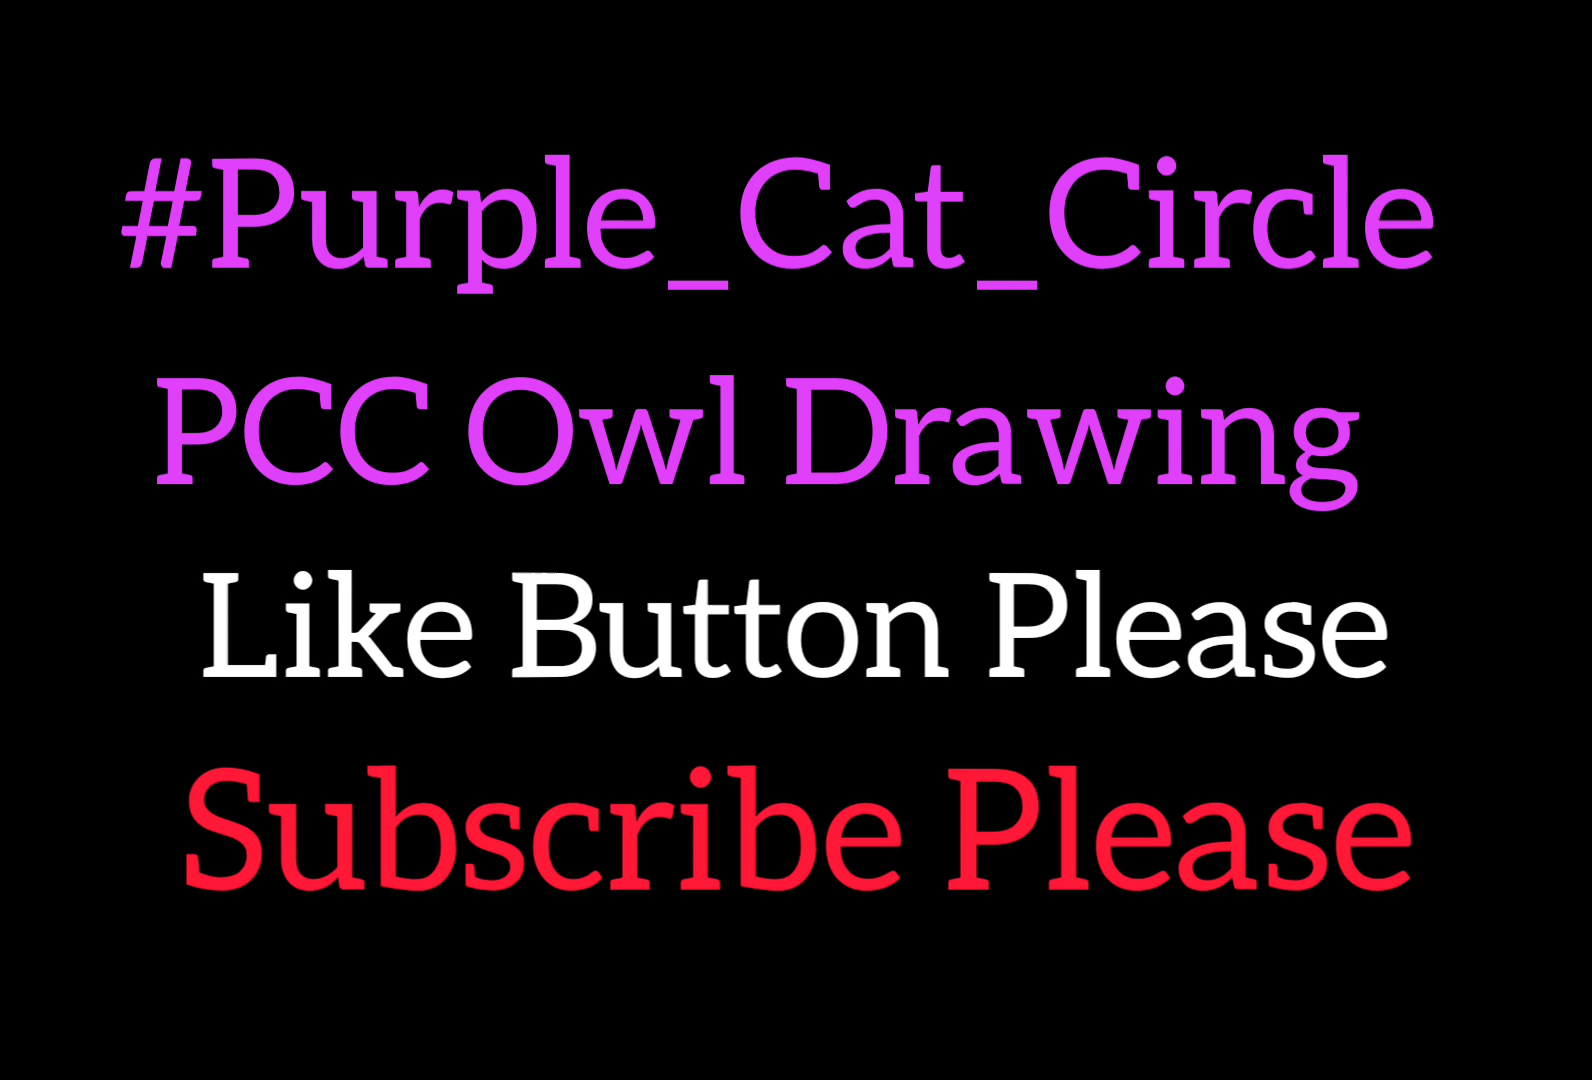 #Purple_Cat_Circle
PCC Owl Drawing
Like Button Please
Subscribe Please